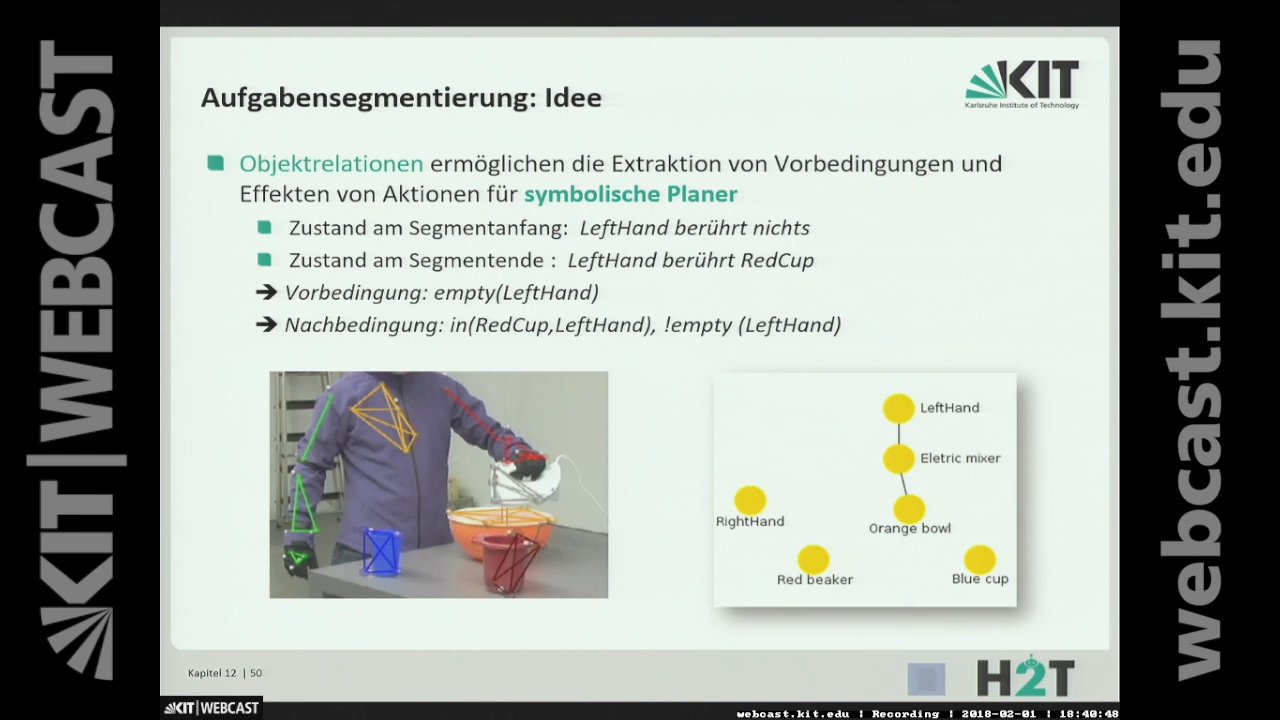 KIT|WEBCAST
webcast.kit.edu
KIT
Karlsruhe Institute of Technology
Aufgabensegmentierung: Idee
Objektrelationen ermöglichen die Extraktion von Vorbedingungen und
Effekten von Aktionen für symbolische Planer
Zustand am Segmentanfang: LeftHand berührt nichts
Zustand am Segmentende : LeftHand berührt RedCup
➔ Vorbedingung: empty(LeftHand)
➔ Nachbedingung: in(RedCup,LeftHand), !empty (LeftHand)
LeftHand
Eletric mixer
RightHand
Orange bowl
Red beaker
Blue cup
Kapitel 12 | 50
H2T
KIT|WEBCAST
webcast.kit.edu | Recording | 2018-02-01 | 18:40:48